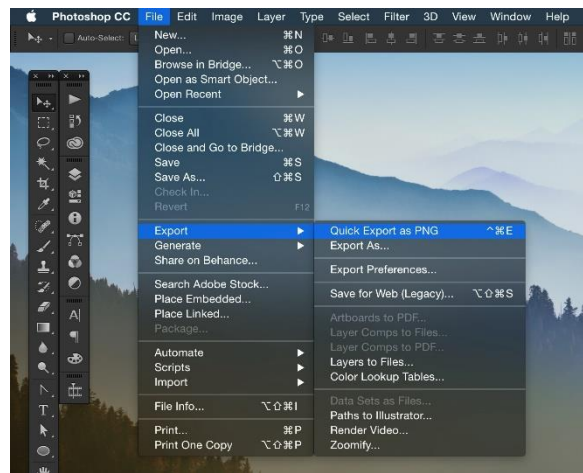 Photoshop CC File Edit Image Layer Type Select Filter 3D View Window Help
Auto-Select:
New... ⌘N
Open... ⌘O
Browse in Bridge... ⌥⌘O
Open as Smart Object...
Open Recent ▶
Close ⌘W
Close All ⌥⌘W
Close and Go to Bridge...
Save ⌘S
Save As... ⇧⌘S
Check In...
Revert F12
Export ▶
Generate ▶
Share on Behance...
Search Adobe Stock...
Place Embedded...
Place Linked...
Package...
Automate ▶
Scripts ▶
Import ▶
File Info... ⌥⇧⌘I
Print... ⌘P
Print One Copy ⌥⇧⌘P
Quick Export as PNG ^⌘E
Export As...
Export Preferences...
Save for Web (Legacy)... ⌥⇧⌘S
Artboards to PDF...
Layer Comps to Files...
Layer Comps to PDF...
Layers to Files...
Color Lookup Tables...
Data Sets as Files...
Paths to Illustrator...
Render Video...
Zoomify...